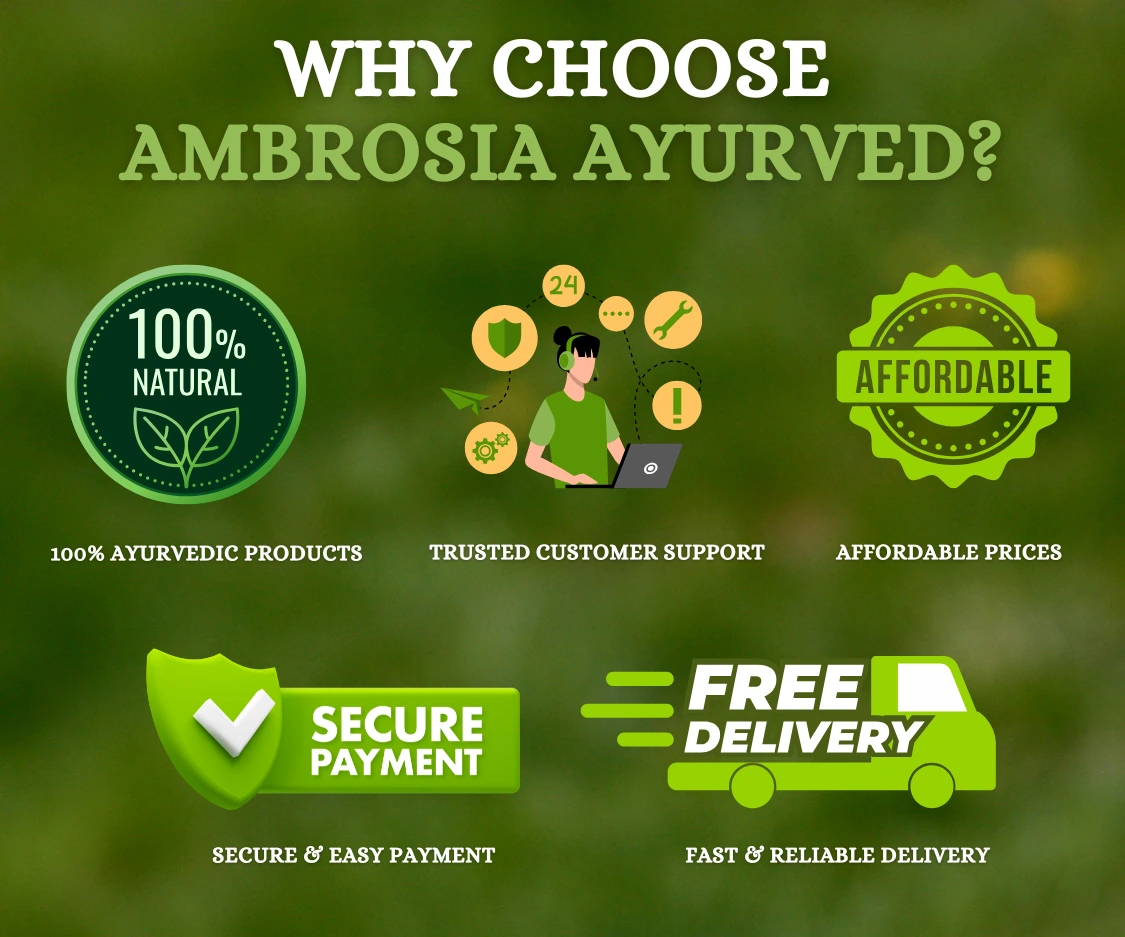 WHY CHOOSE
AMBROSIA AYURVED?
100%
NATURAL
24
AFFORDABLE
100% AYURVEDIC PRODUCTS
TRUSTED CUSTOMER SUPPORT
AFFORDABLE PRICES
SECURE
PAYMENT
FREE
DELIVERY
SECURE & EASY PAYMENT
FAST & RELIABLE DELIVERY